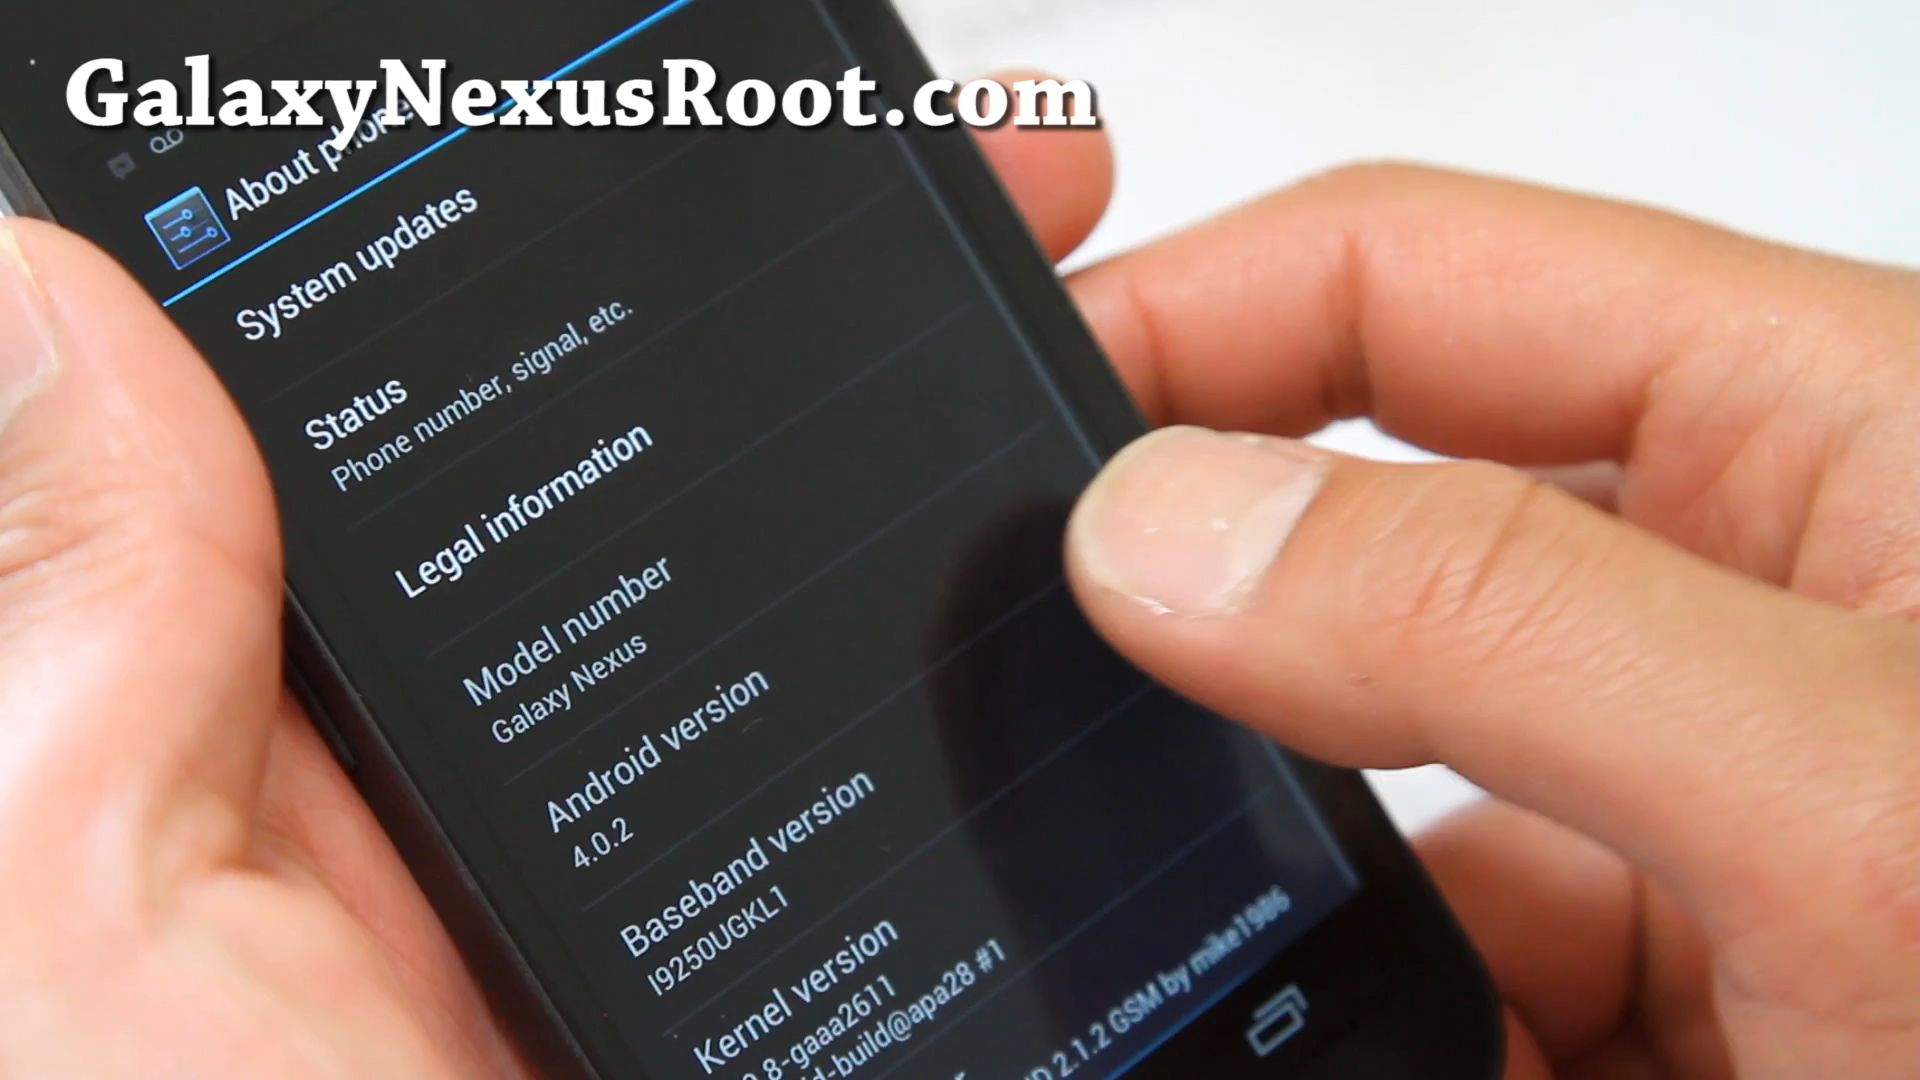 GalaxyNexusRoot.com
About phone
System updates
Status
Phone number, signal, etc.
Legal information
Model number
Galaxy Nexus
Android version
4.0.2
Baseband version
I9250UGKL1
Kernel version
8-gaaa2611
d-build@apa28 #1
2.1.2 GSM by mike1986